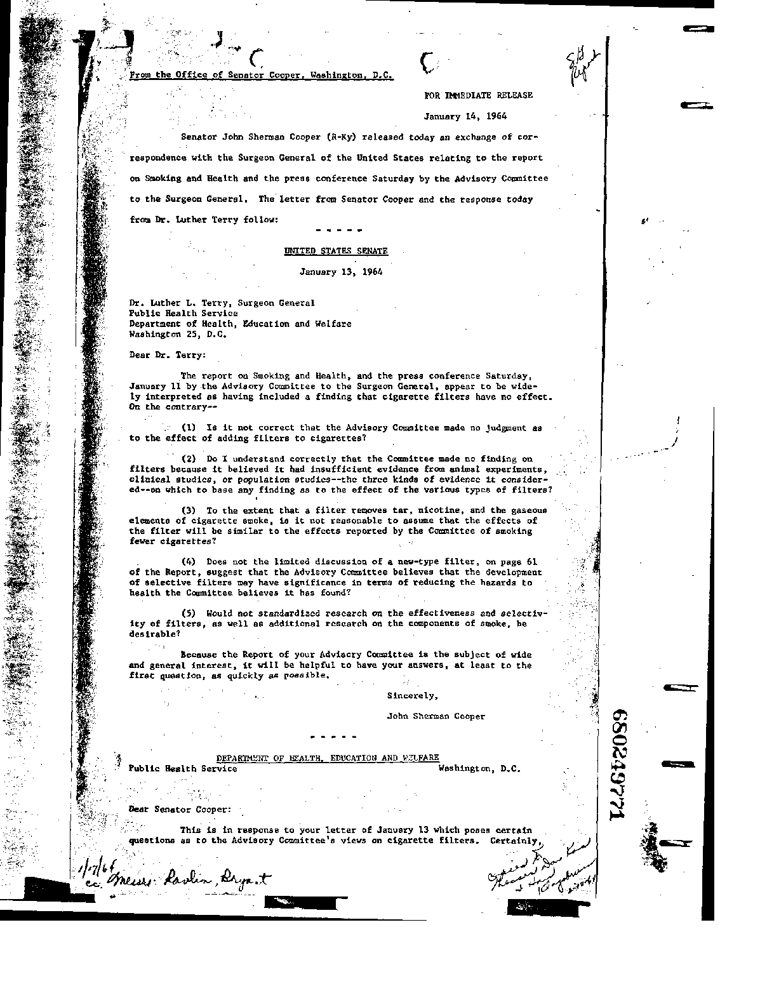 From the Office of Senator Cooper, Washington, D.C.
FOR IMMEDIATE RELEASE
January 14, 1964
Senator John Sherman Cooper (R-Ky) released today an exchange of cor-
respondence with the Surgeon General of the United States relating to the report
on Smoking and Health and the press conference Saturday by the Advisory Committee
to the Surgeon General. The letter from Senator Cooper and the response today
from Dr. Luther Terry follow:
- - - - -
UNITED STATES SENATE
January 13, 1964
Dr. Luther L. Terry, Surgeon General
Public Health Service
Department of Health, Education and Welfare
Washington 25, D.C.
Dear Dr. Terry:
The report on Smoking and Health, and the press conference Saturday,
January 11 by the Advisory Committee to the Surgeon General, appear to be wide-
ly interpreted as having included a finding that cigarette filters have no effect.
On the contrary--
(1) Is it not correct that the Advisory Committee made no judgment as
to the effect of adding filters to cigarettes?
(2) Do I understand correctly that the Committee made no finding on
filters because it believed it had insufficient evidence from animal experiments,
clinical studies, or population studies--the three kinds of evidence it consider-
ed--on which to base any finding as to the effect of the various types of filters?
(3) To the extent that a filter removes tar, nicotine, and the gaseous
elements of cigarette smoke, is it not reasonable to assume that the effects of
the filter will be similar to the effects reported by the Committee of smoking
fewer cigarettes?
(4) Does not the limited discussion of a new-type filter, on page 61
of the Report, suggest that the Advisory Committee believes that the development
of selective filters may have significance in terms of reducing the hazards to
health the Committee believes it has found?
(5) Would not standardized research on the effectiveness and selectiv-
ity of filters, as well as additional research on the components of smoke, be
desirable?
Because the Report of your Advisory Committee is the subject of wide
and general interest, it will be helpful to have your answers, at least to the
first question, as quickly as possible.
Sincerely,
John Sherman Cooper
- - - - -
DEPARTMENT OF HEALTH, EDUCATION AND WELFARE
Public Health Service Washington, D.C.
Dear Senator Cooper:
This is in response to your letter of January 13 which poses certain
questions as to the Advisory Committee's views on cigarette filters. Certainly,
1/17/64
cc. Messrs.
680249771